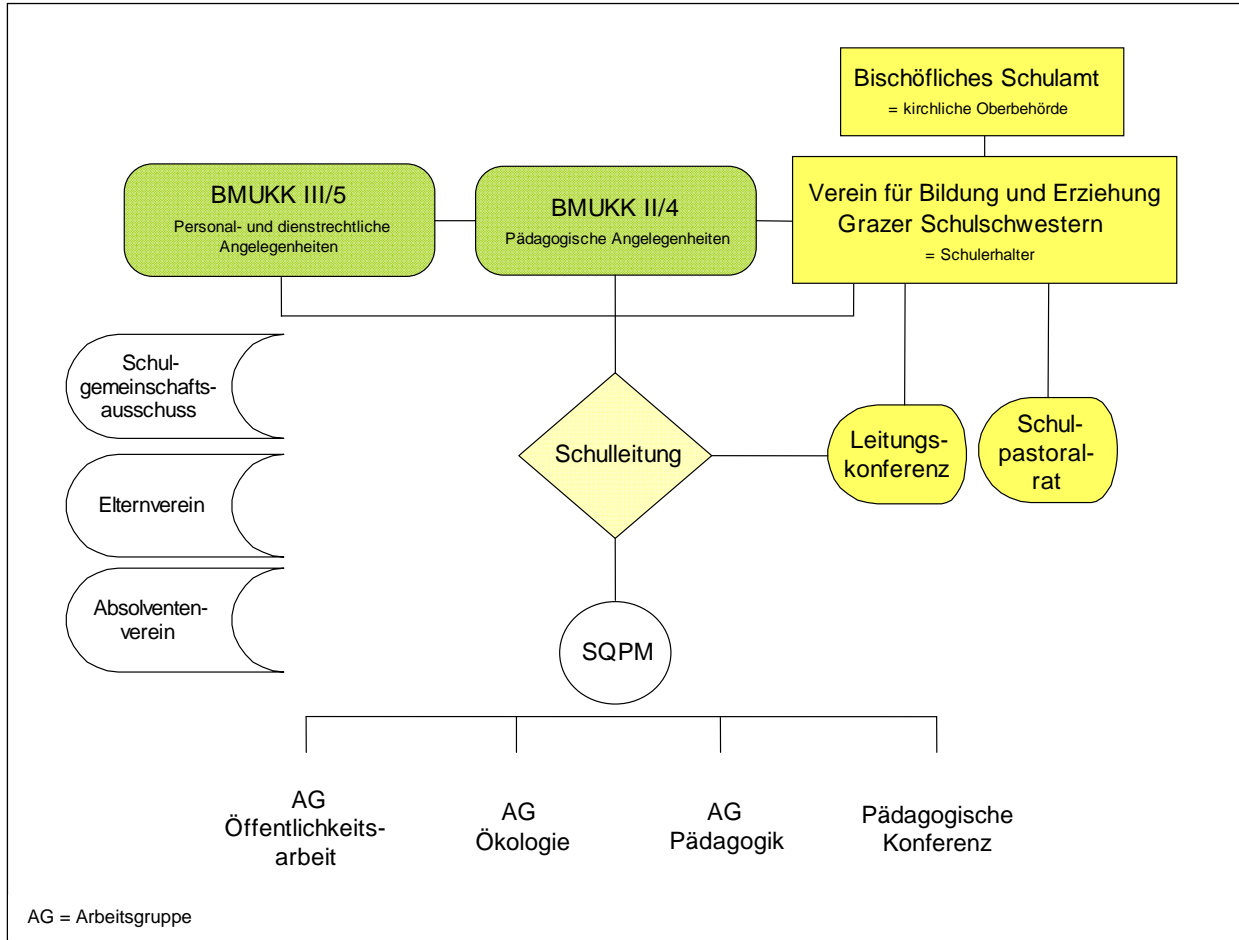 Bischöfliches Schulamt
= kirchliche Oberbehörde
BMUKK III/5
Personal- und dienstrechtliche
Angelegenheiten
BMUKK II/4
Pädagogische Angelegenheiten
Verein für Bildung und Erziehung
Grazer Schulschwestern
= Schulerhalter
Schul-
gemeinschafts-
ausschuss
Elternverein
Absolventen-
verein
Schulleitung
Leitungs-
konferenz
Schul-
pastoral-
rat
SQPM
AG
Öffentlichkeits-
arbeit
AG
Ökologie
AG
Pädagogik
Pädagogische
Konferenz
AG = Arbeitsgruppe